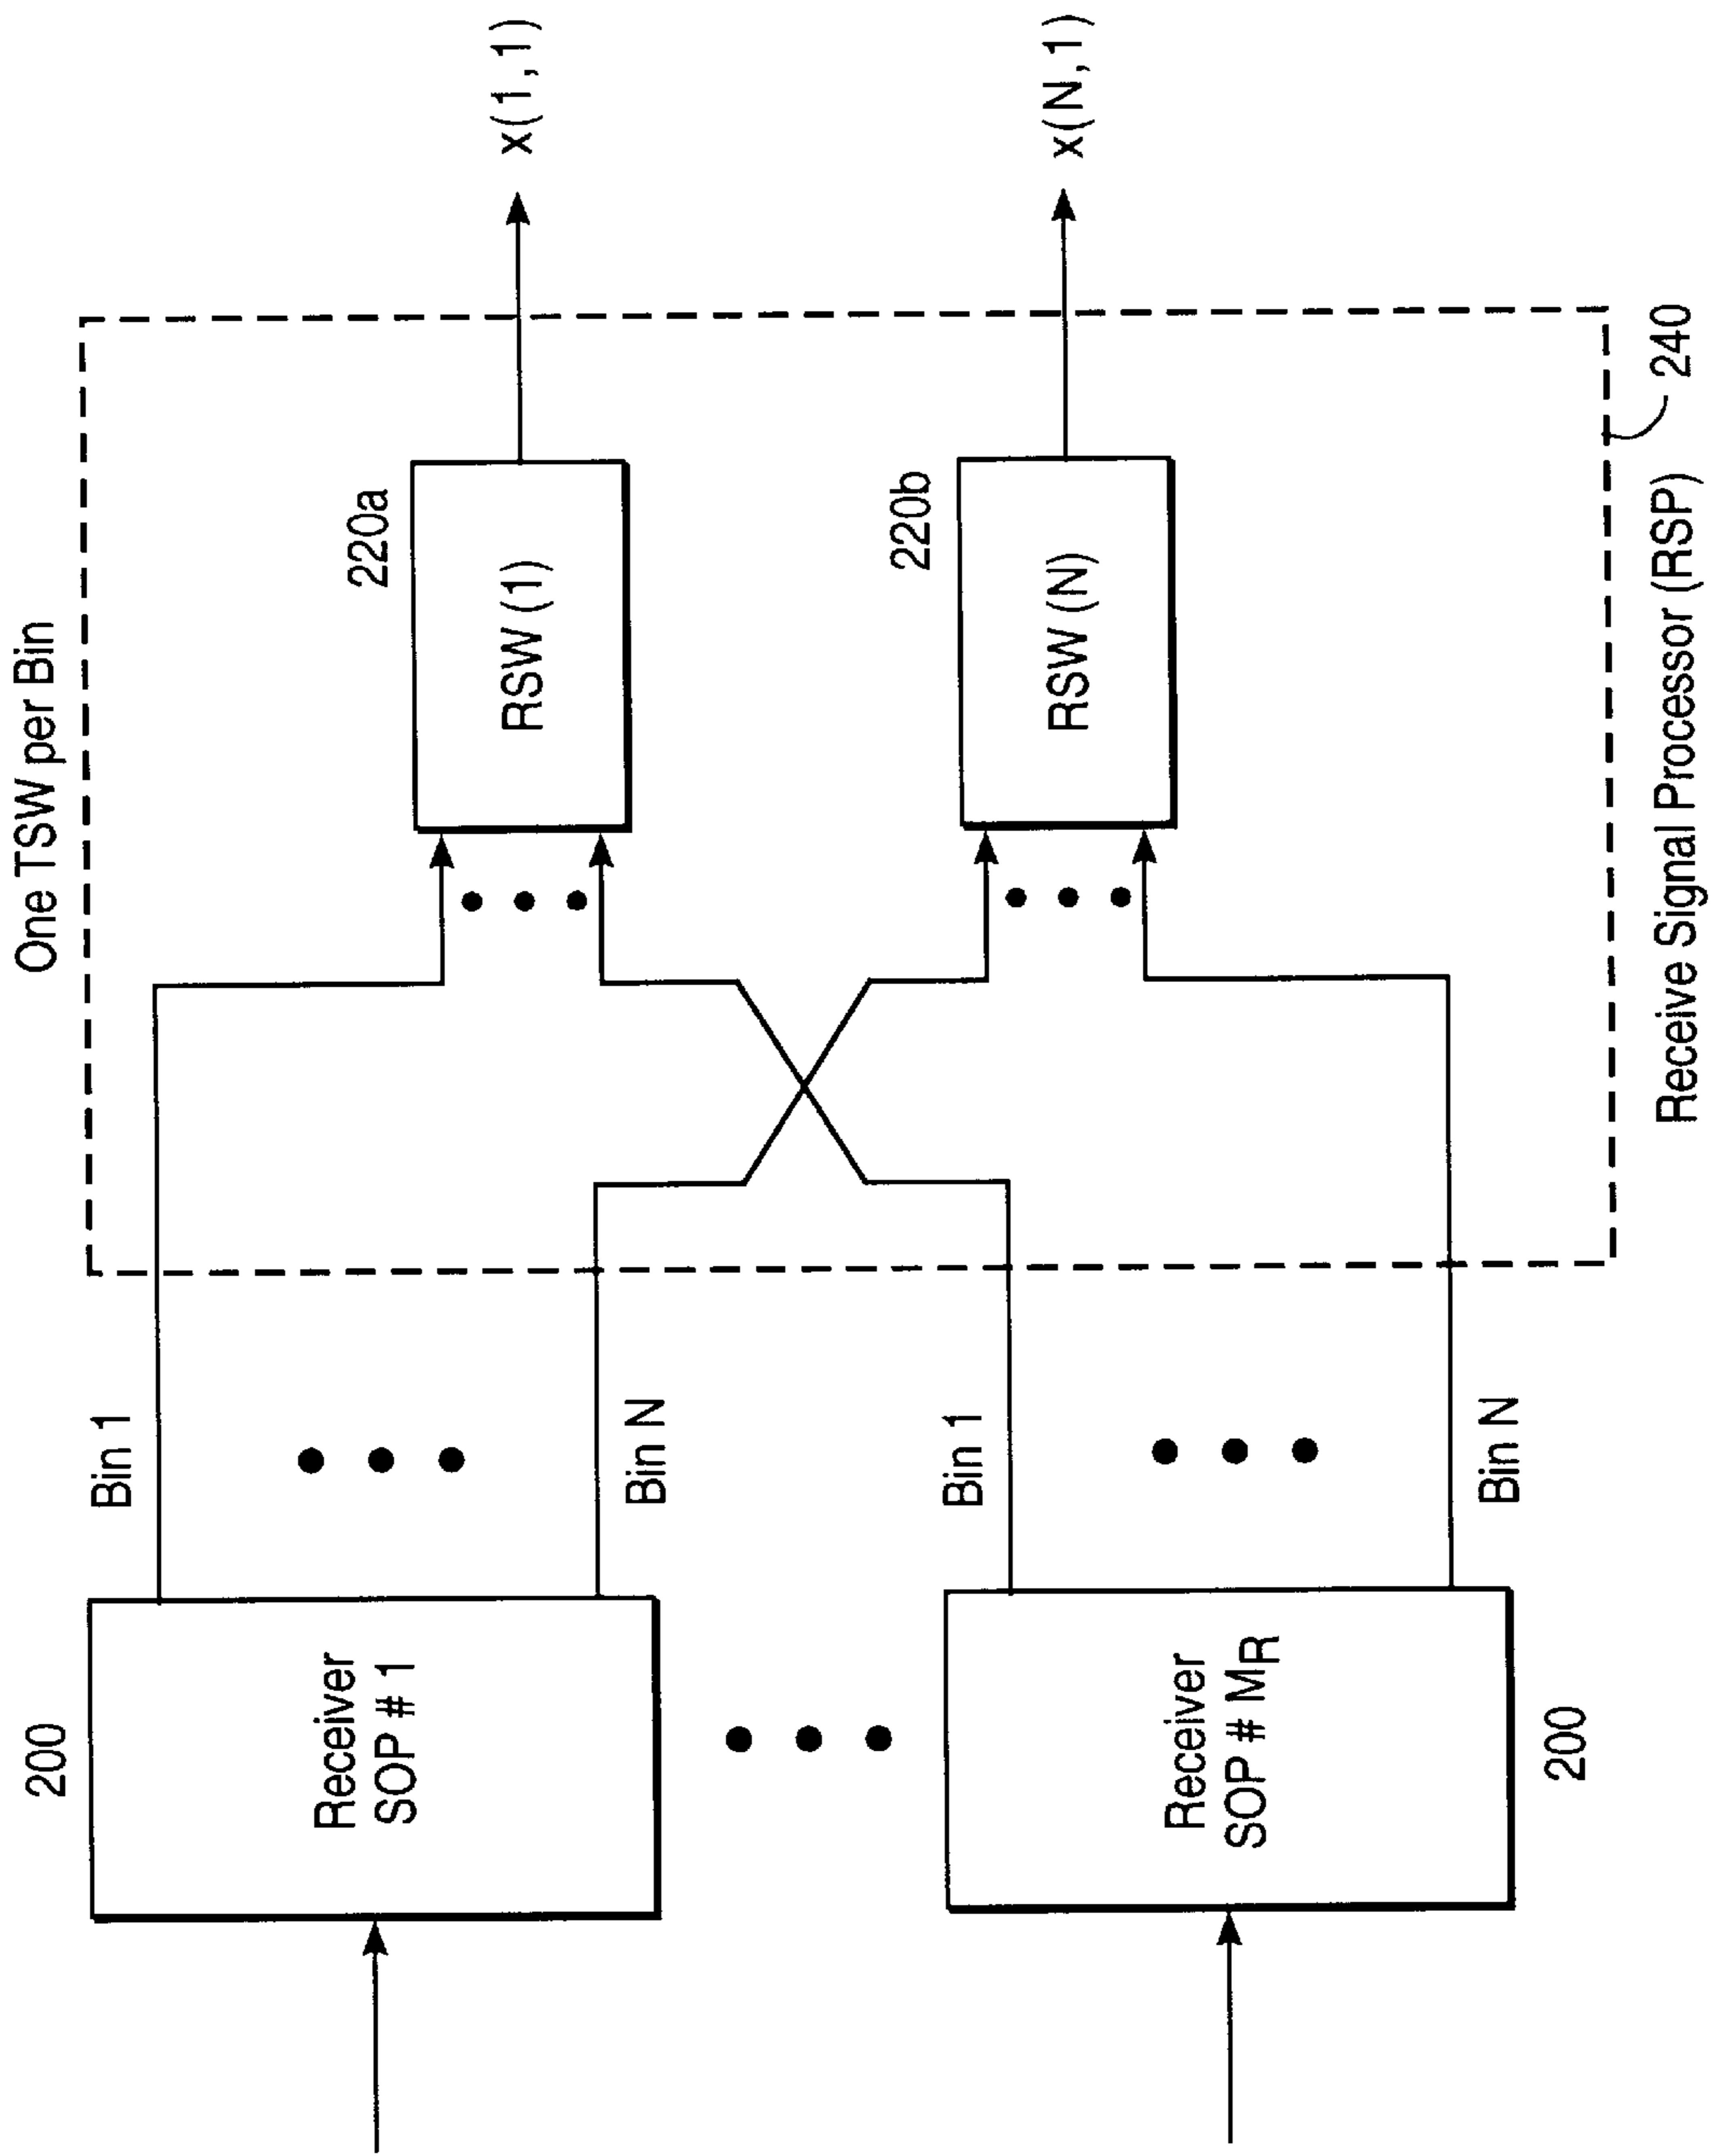 One TSW per Bin
200
Receiver
SOP # 1
Bin 1
Bin N
220a
RSW (1)
x(1,1)
Receiver
SOP # MR
200
Bin 1
Bin N
220b
RSW (N)
x(N,1)
Receive Signal Processor (RSP)
240